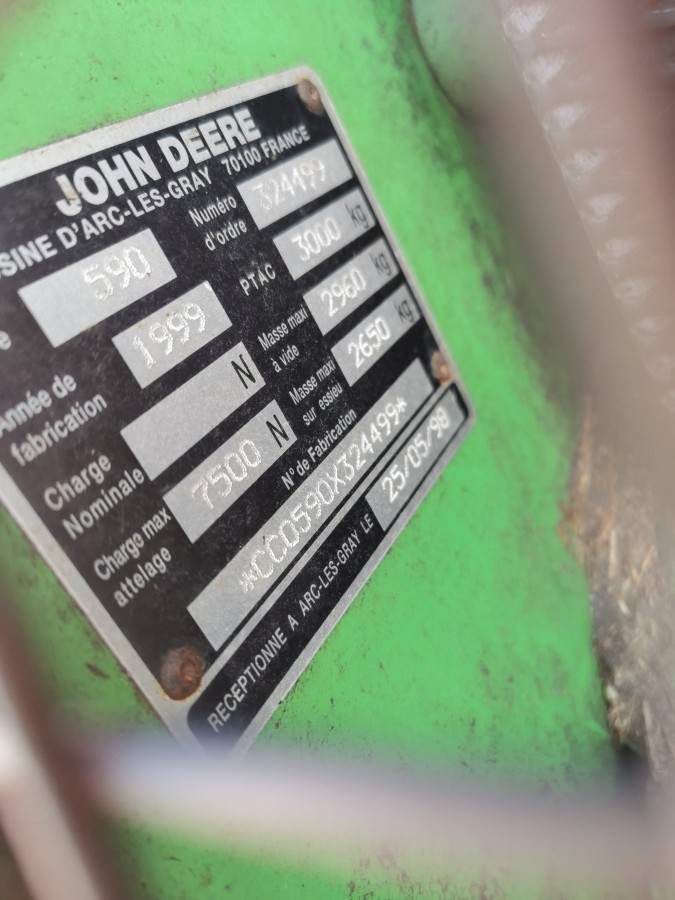 JOHN DEERE
SINE D'ARC-LES-GRAY 70100 FRANCE
590
Numéro d'ordre 324499
Année de fabrication 1999
PTAC 3000 kg
Charge Nominale N
Masse maxi à vide 2960 kg
Charge max attelage 7500 N
Masse maxi sur essieu 2650 kg
N° de Fabrication
*CC0590X324499*
RECEPTIONNE A ARC-LES-GRAY LE 25/05/98